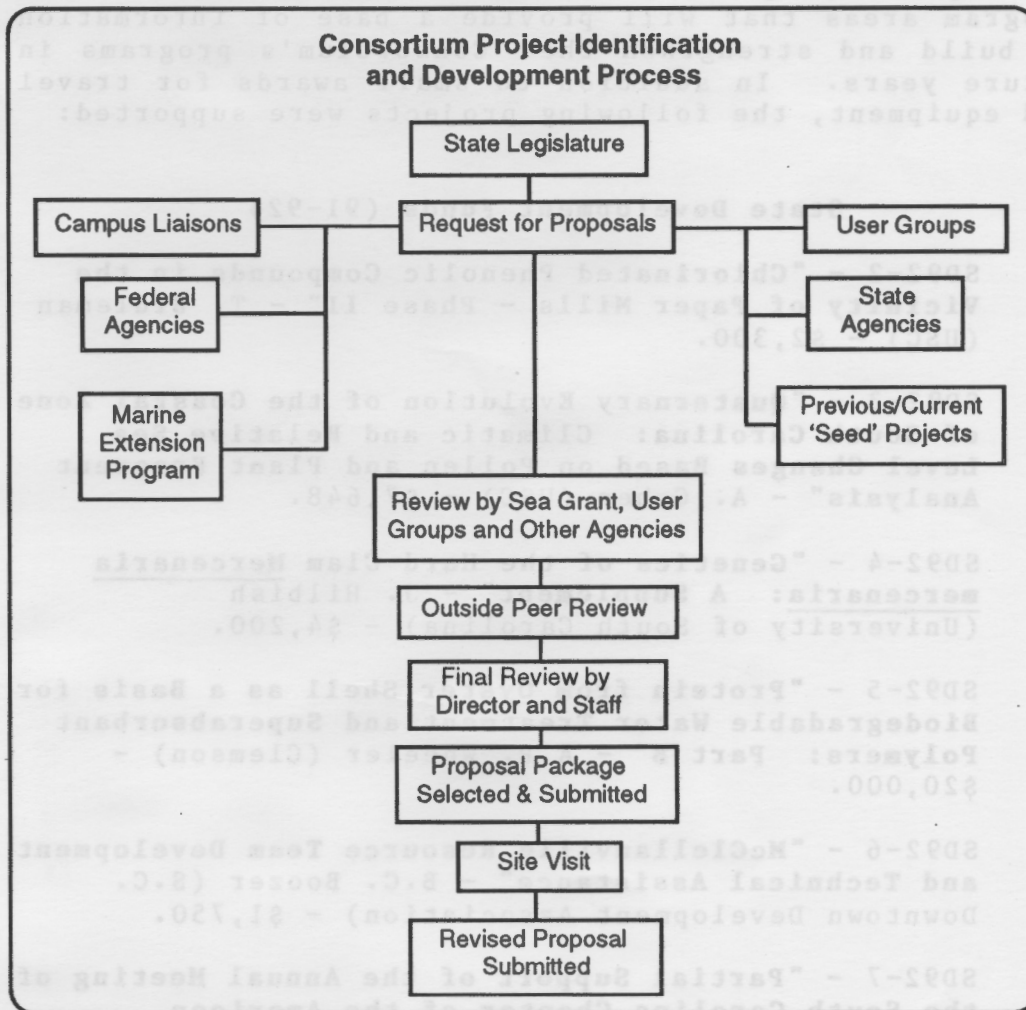 Consortium Project Identification
and Development Process
State Legislature
Campus Liaisons
Request for Proposals
User Groups
Federal
Agencies
State
Agencies
Marine
Extension
Program
Previous/Current
'Seed' Projects
Review by Sea Grant, User
Groups and Other Agencies
Outside Peer Review
Final Review by
Director and Staff
Proposal Package
Selected & Submitted
Site Visit
Revised Proposal
Submitted